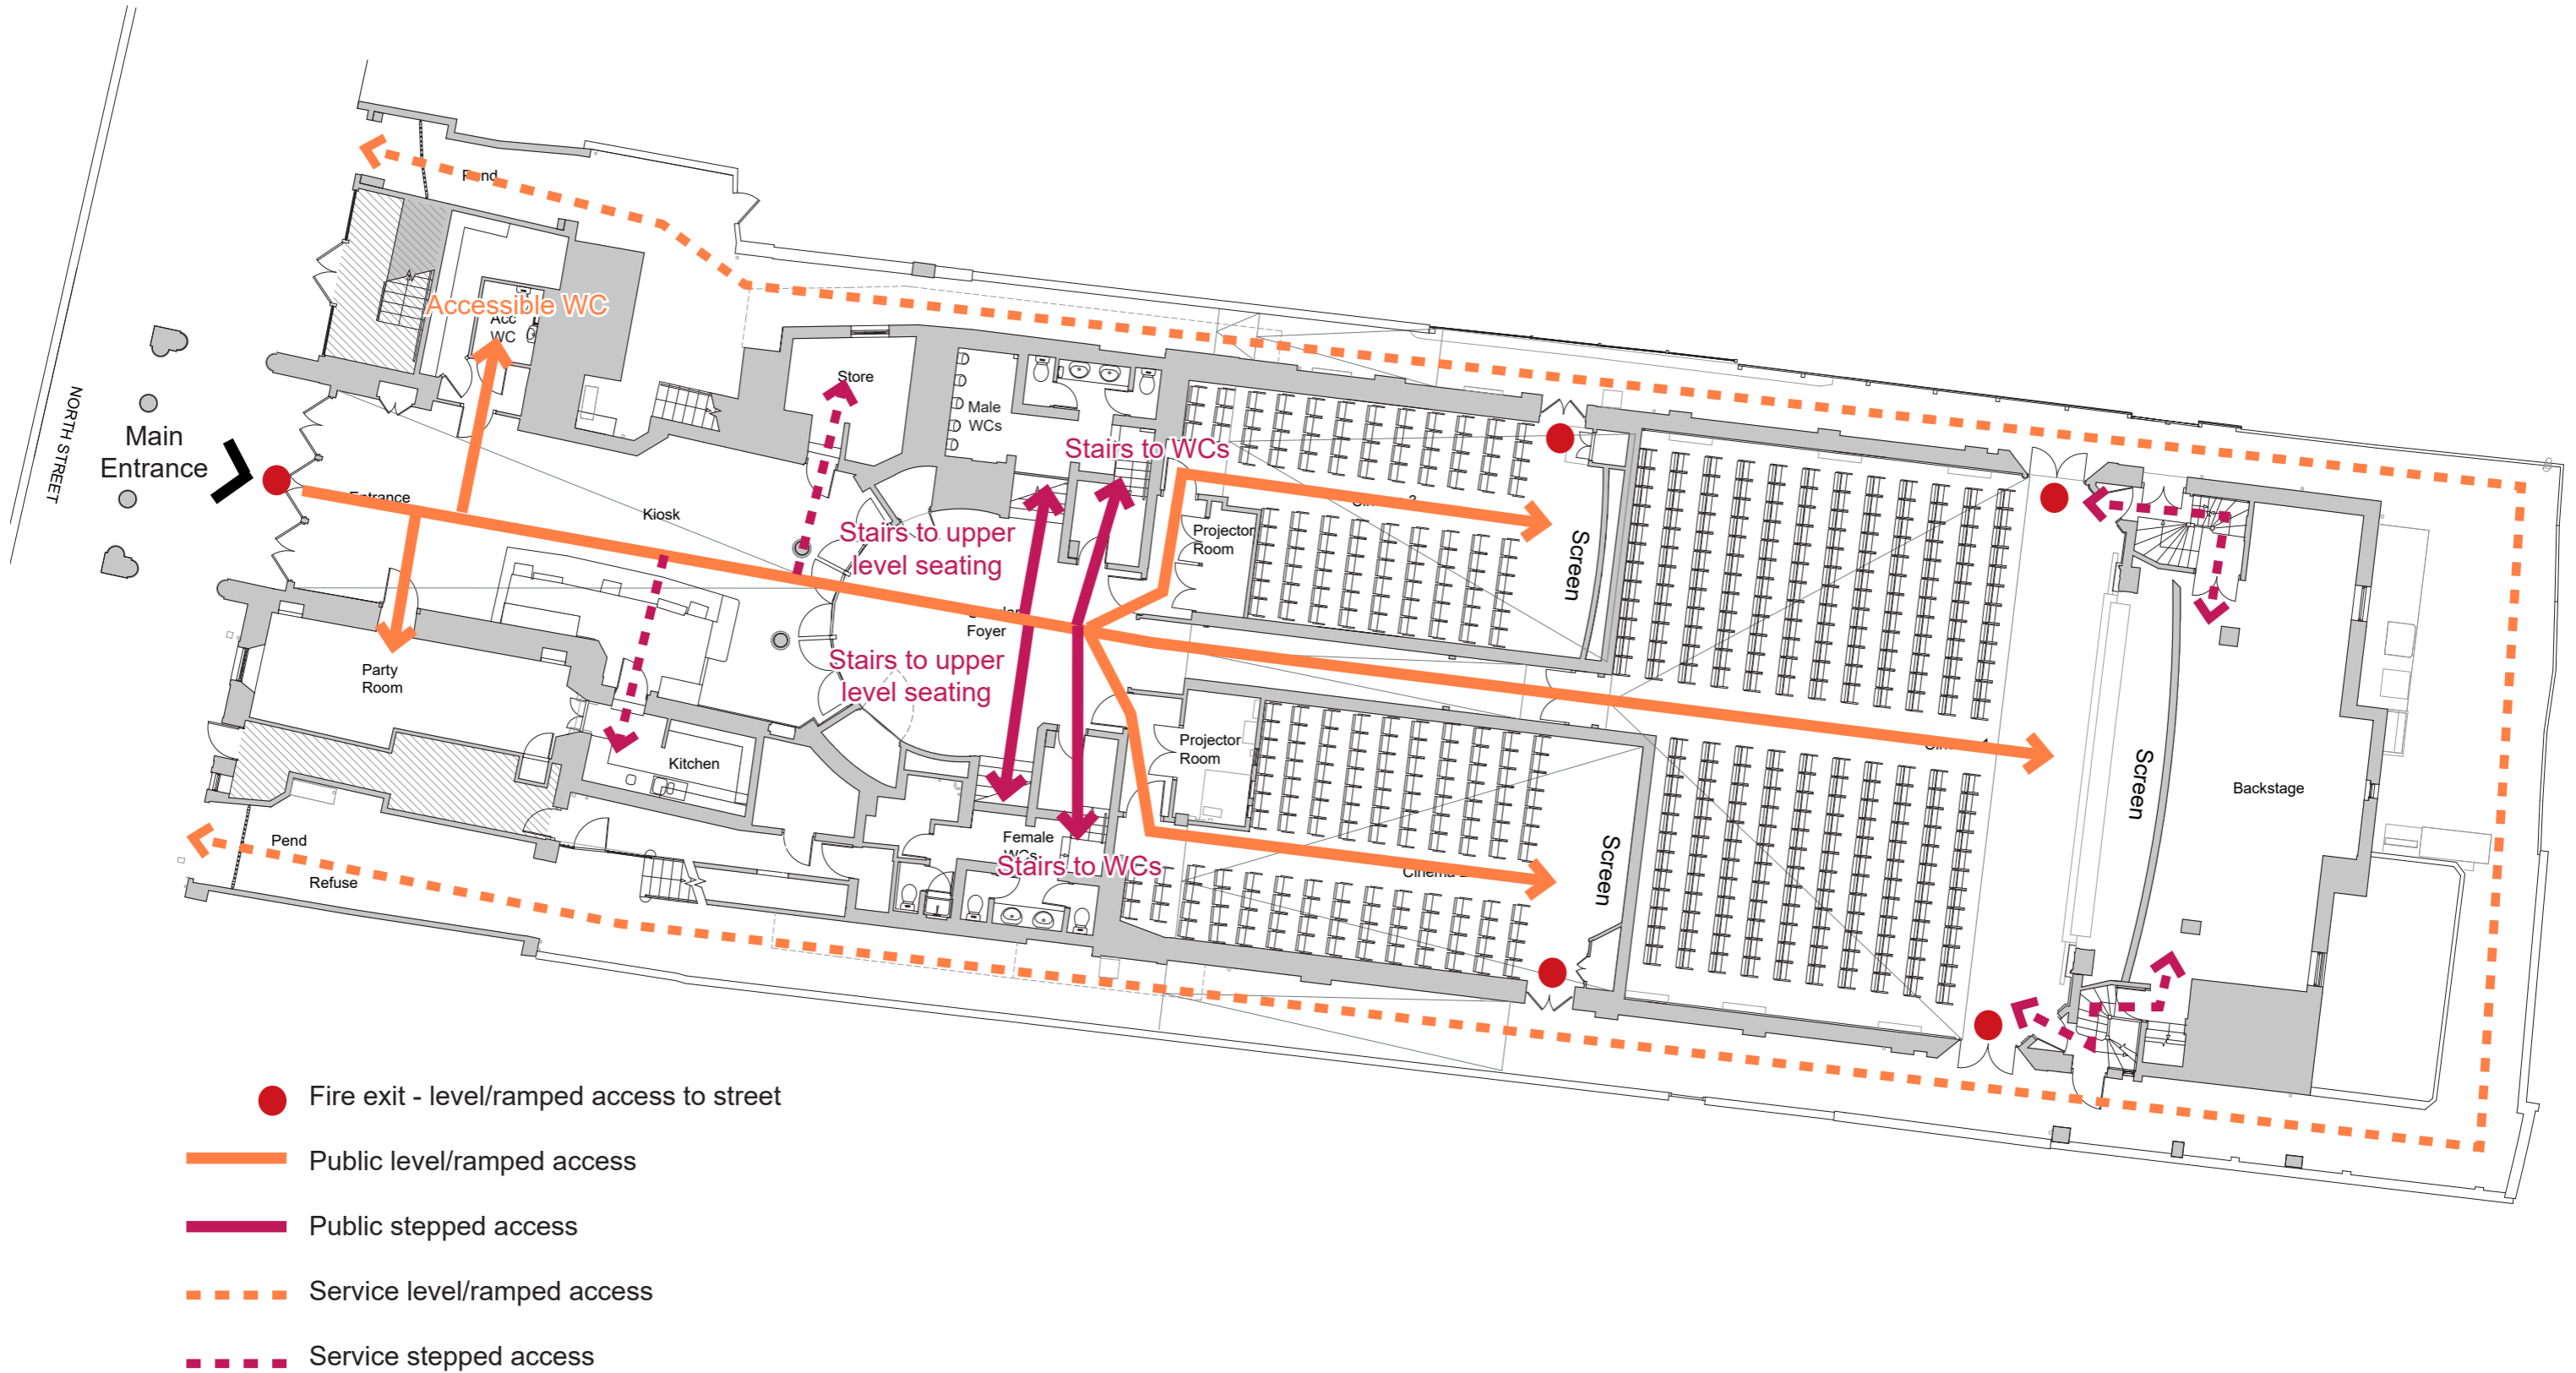 Pend
Accessible WC
Acc
WC
NORTH STREET
Main
Entrance
Entrance
Kiosk
Store
Male
WCs
Stairs to WCs
Stairs to upper
level seating
Projector
Room
Screen
Foyer
Stairs to upper
level seating
Party
Room
Kitchen
Projector
Room
Screen
Screen
Backstage
Female
WCs
Stairs to WCs
Cinema
Pend
Refuse
Fire exit - level/ramped access to street
Public level/ramped access
Public stepped access
Service level/ramped access
Service stepped access